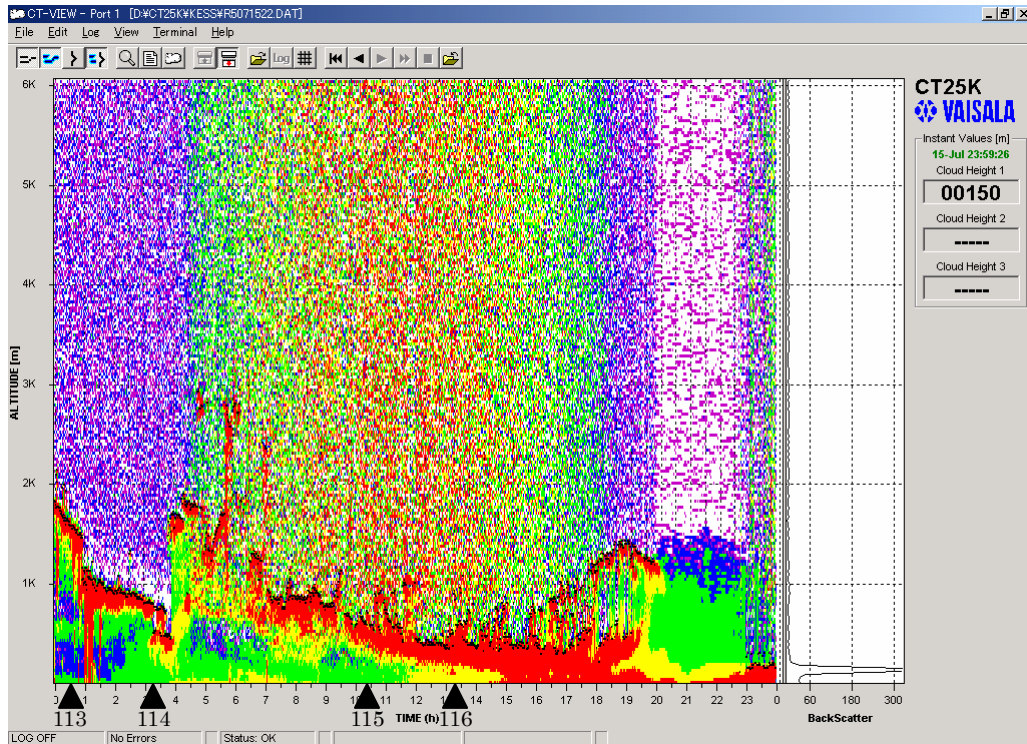 CT-VIEW - Port 1 [D:¥CT25K¥KESS¥R5071522.DAT]
File Edit Log View Terminal Help
Log
CT25K
VAISALA
Instant Values [m]
15-Jul 23:59:26
Cloud Height 1
00150
Cloud Height 2
-----
Cloud Height 3
-----
ALTITUDE [m]
6K
5K
4K
3K
2K
1K
0 1 2 3 4 5 6 7 8 9 10 11 12 13 14 15 16 17 18 19 20 21 22 23 0
60 180 300
113 114 115 TIME (h) 116
BackScatter
LOG OFF No Errors Status: OK